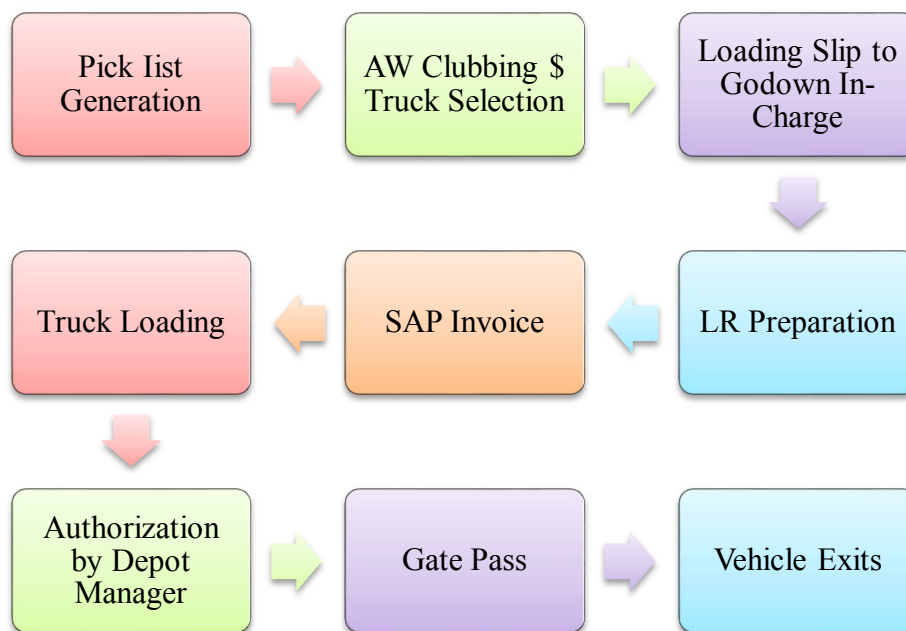 Pick Iist
Generation
AW Clubbing $
Truck Selection
Loading Slip to
Godown In-
Charge
LR Preparation
SAP Invoice
Truck Loading
Authorization
by Depot
Manager
Gate Pass
Vehicle Exits